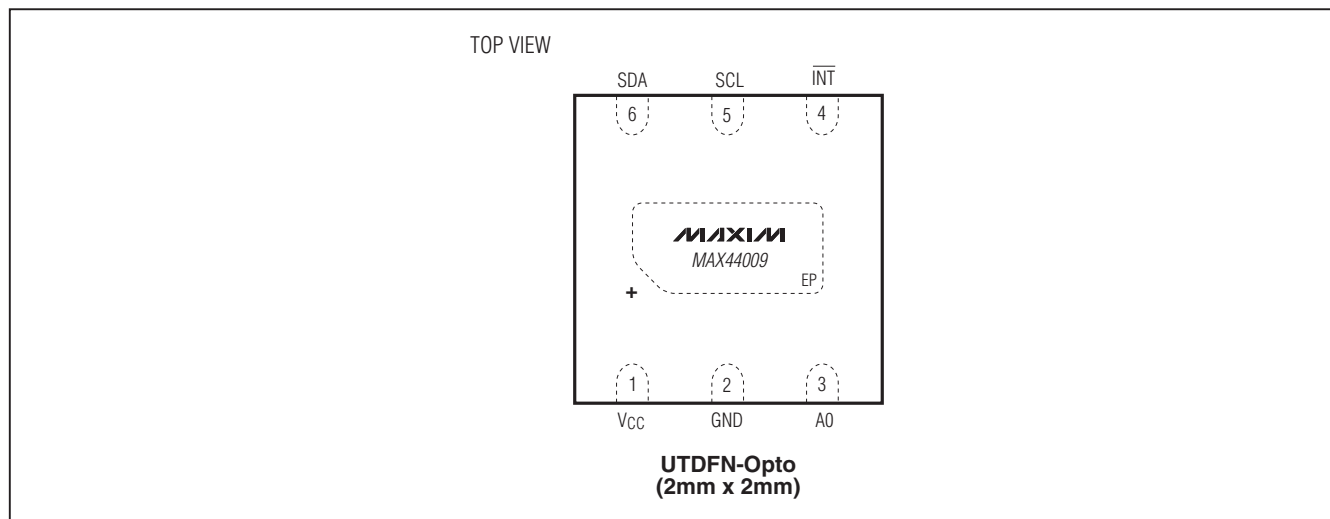 TOP VIEW
SDA SCL I̅N̅T̅
6 5 4
MAXIM
MAX44009
EP
+
1 2 3
VCC GND A0
UTDFN-Opto
(2mm x 2mm)